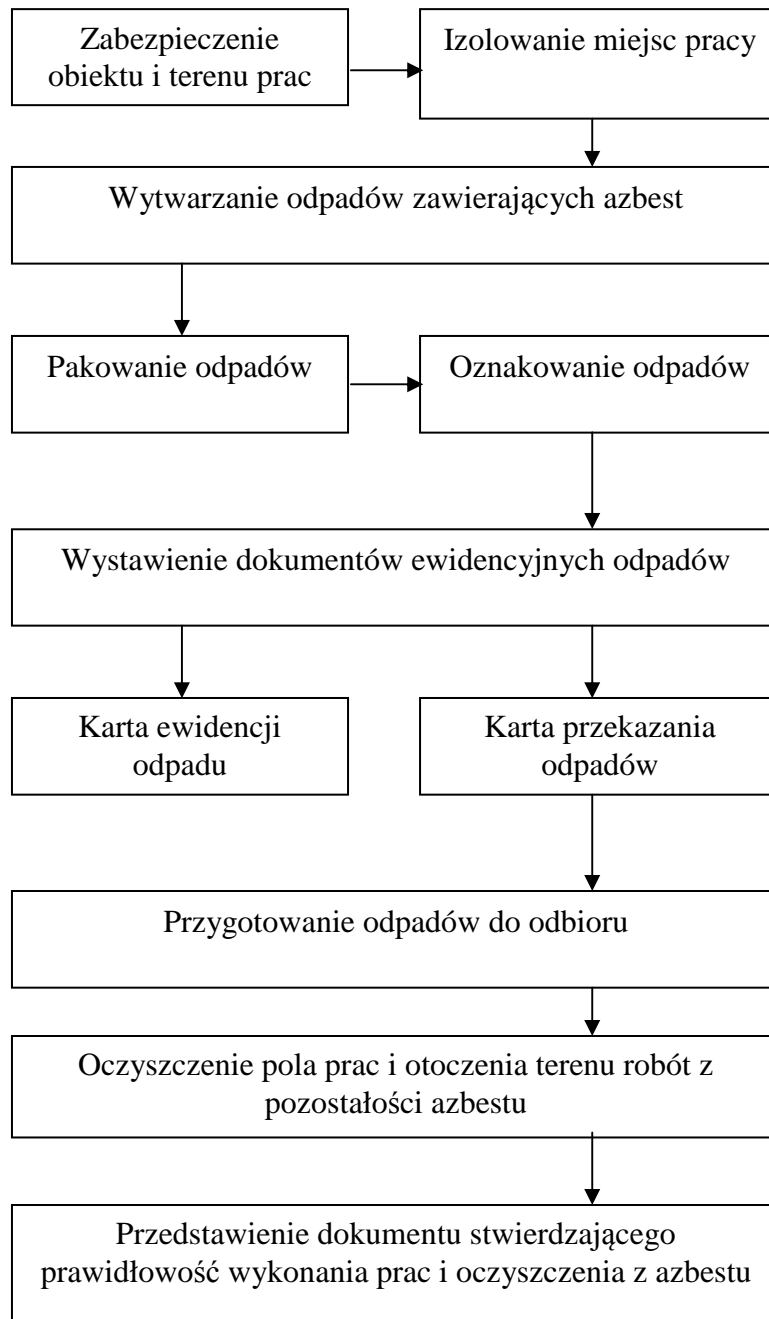 Zabezpieczenie
obiektu i terenu prac
Izolowanie miejsc pracy
Wytwarzanie odpadów zawierających azbest
Pakowanie odpadów
Oznakowanie odpadów
Wystawienie dokumentów ewidencyjnych odpadów
Karta ewidencji
odpadu
Karta przekazania
odpadów
Przygotowanie odpadów do odbioru
Oczyszczenie pola prac i otoczenia terenu robót z
pozostałości azbestu
Przedstawienie dokumentu stwierdzającego
prawidłowość wykonania prac i oczyszczenia z azbestu